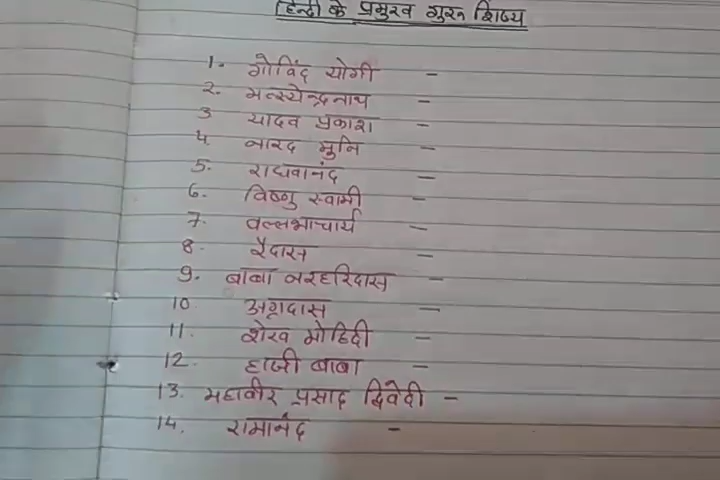 हिन्दी के प्रमुख गुरू शिष्य
1. गोविंद योगी -
2. मत्स्येन्द्रनाथ -
3 यादव प्रकाश -
4 नारद मुनि -
5. राघवानंद -
6. विष्णु स्वामी -
7. वल्लभाचार्य -
8. रैदास -
9. बाबा नरहरिदास -
10 अग्रदास -
11. शेख मोहिदी -
12. हाजी बाबा -
13. महावीर प्रसाद द्विवेदी -
14. रामानंद -